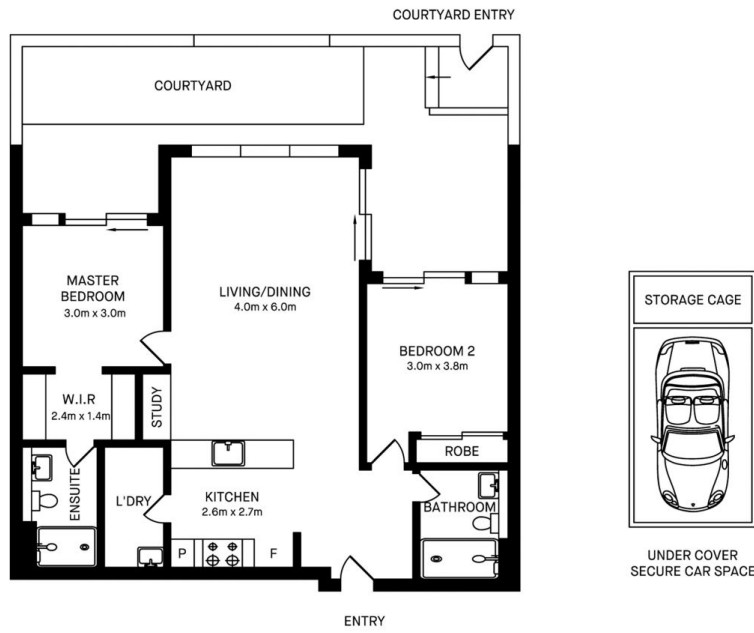 COURTYARD ENTRY
COURTYARD
MASTER
BEDROOM
3.0m x 3.0m
LIVING/DINING
4.0m x 6.0m
BEDROOM 2
3.0m x 3.8m
STORAGE CAGE
W.I.R
2.4m x 1.4m
STUDY
ROBE
ENSUITE
L'DRY
KITCHEN
2.6m x 2.7m
BATHROOM
P
F
UNDER COVER
SECURE CAR SPACE
ENTRY